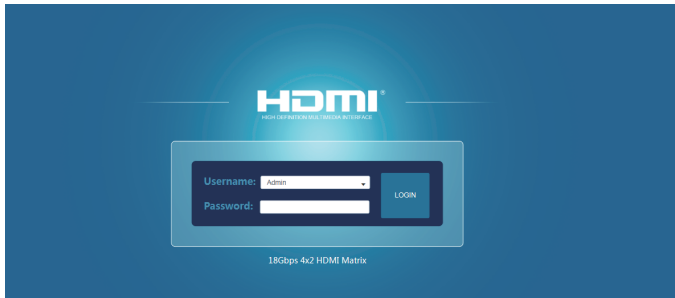 HDMI®
HIGH DEFINITION MULTIMEDIA INTERFACE
Username: Admin
Password:
LOGIN
18Gbps 4x2 HDMI Matrix